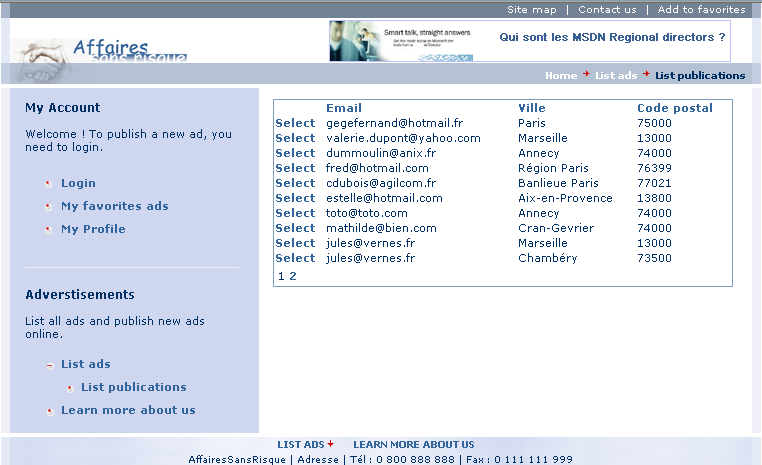 Site map | Contact us | Add to favorites
Affaires
sans risque
Smart talk, straight answers
Qui sont les MSDN Regional directors ?
Home List ads List publications
My Account
Welcome ! To publish a new ad, you
need to login.
Login
My favorites ads
My Profile
Adverstisements
List all ads and publish new ads
online.
List ads
List publications
Learn more about us
Email Ville Code postal
Select gegefernand@hotmail.fr Paris 75000
Select valerie.dupont@yahoo.com Marseille 13000
Select dummoulin@anix.fr Annecy 74000
Select fred@hotmail.com Région Paris 76399
Select cdubois@agilcom.fr Banlieue Paris 77021
Select estelle@hotmail.com Aix-en-Provence 13800
Select toto@toto.com Annecy 74000
Select mathilde@bien.com Cran-Gevrier 74000
Select jules@vernes.fr Marseille 13000
Select jules@vernes.fr Chambéry 73500
1 2
LIST ADS LEARN MORE ABOUT US
AffairesSansRisque | Adresse | Tél : 0 800 888 888 | Fax : 0 111 111 999